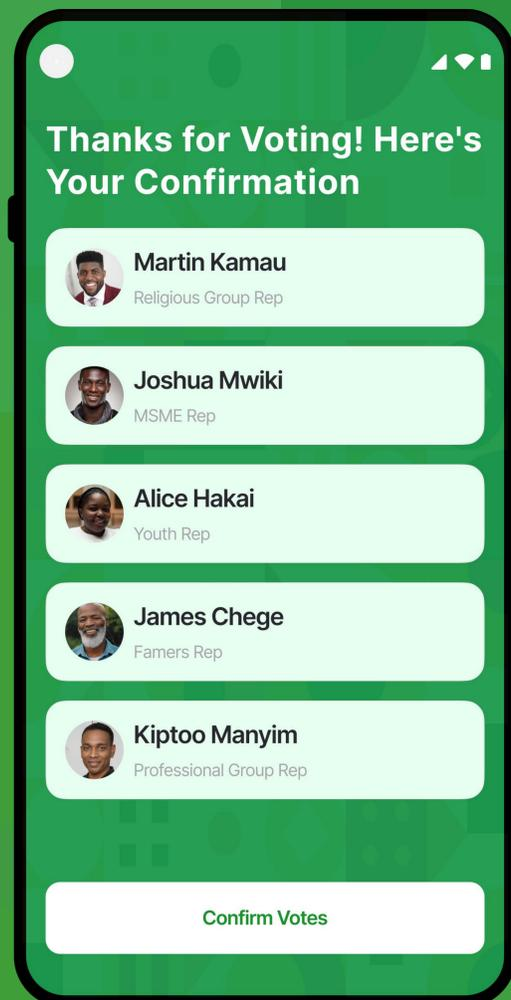 Thanks for Voting! Here's
Your Confirmation
Martin Kamau
Religious Group Rep
Joshua Mwiki
MSME Rep
Alice Hakai
Youth Rep
James Chege
Famers Rep
Kiptoo Manyim
Professional Group Rep
Confirm Votes